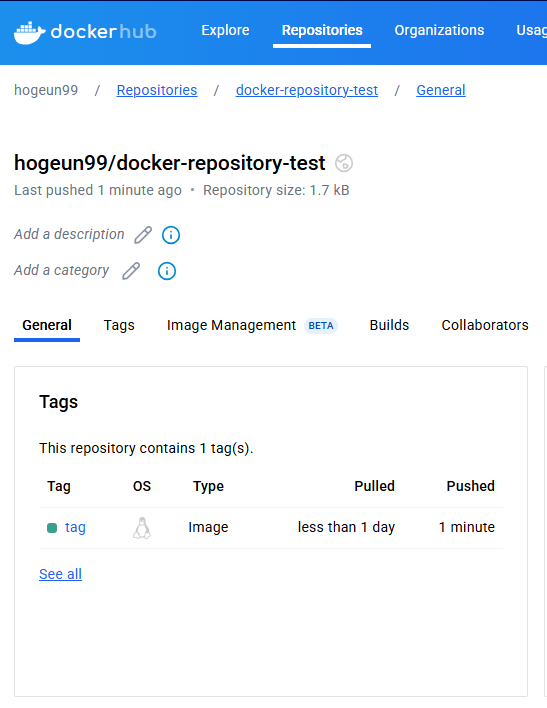 dockerhub Explore Repositories Organizations Usag
hogeun99 / Repositories / docker-repository-test / General
hogeun99/docker-repository-test
Last pushed 1 minute ago • Repository size: 1.7 kB
Add a description
Add a category
General Tags Image Management BETA Builds Collaborators
Tags
This repository contains 1 tag(s).
Tag OS Type Pulled Pushed
tag Image less than 1 day 1 minute
See all